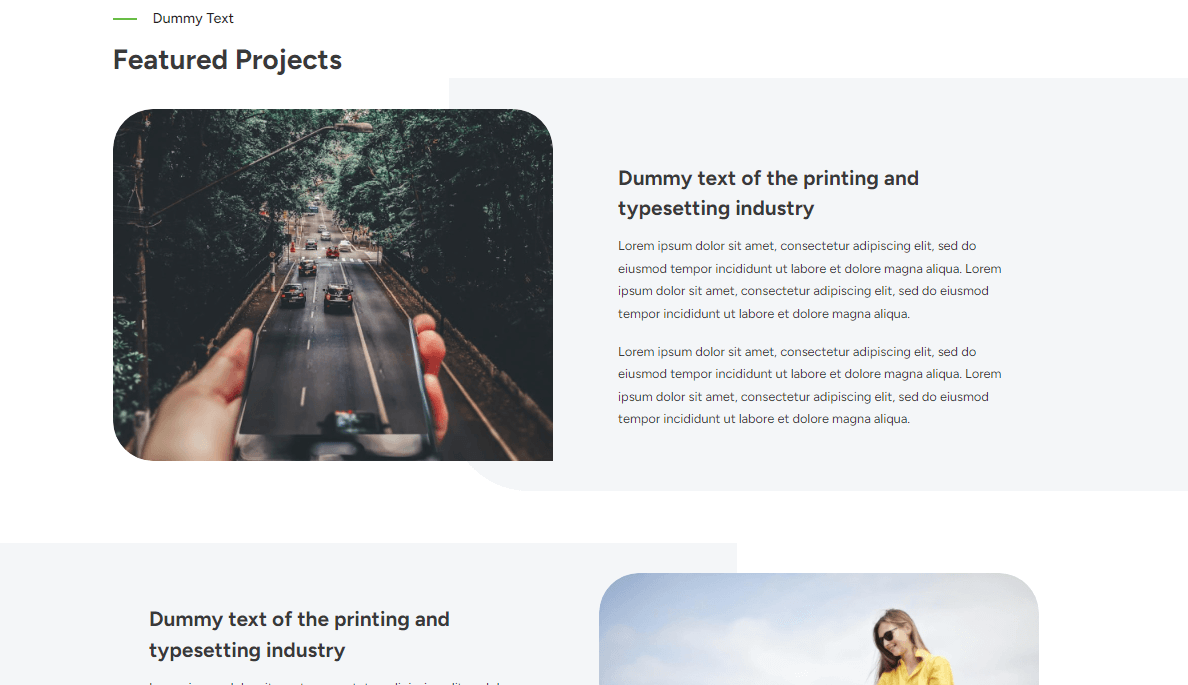 Dummy Text
Featured Projects
Dummy text of the printing and
typesetting industry
Lorem ipsum dolor sit amet, consectetur adipiscing elit, sed do
eiusmod tempor incididunt ut labore et dolore magna aliqua. Lorem
ipsum dolor sit amet, consectetur adipiscing elit, sed do eiusmod
tempor incididunt ut labore et dolore magna aliqua.
Lorem ipsum dolor sit amet, consectetur adipiscing elit, sed do
eiusmod tempor incididunt ut labore et dolore magna aliqua. Lorem
ipsum dolor sit amet, consectetur adipiscing elit, sed do eiusmod
tempor incididunt ut labore et dolore magna aliqua.
Dummy text of the printing and
typesetting industry